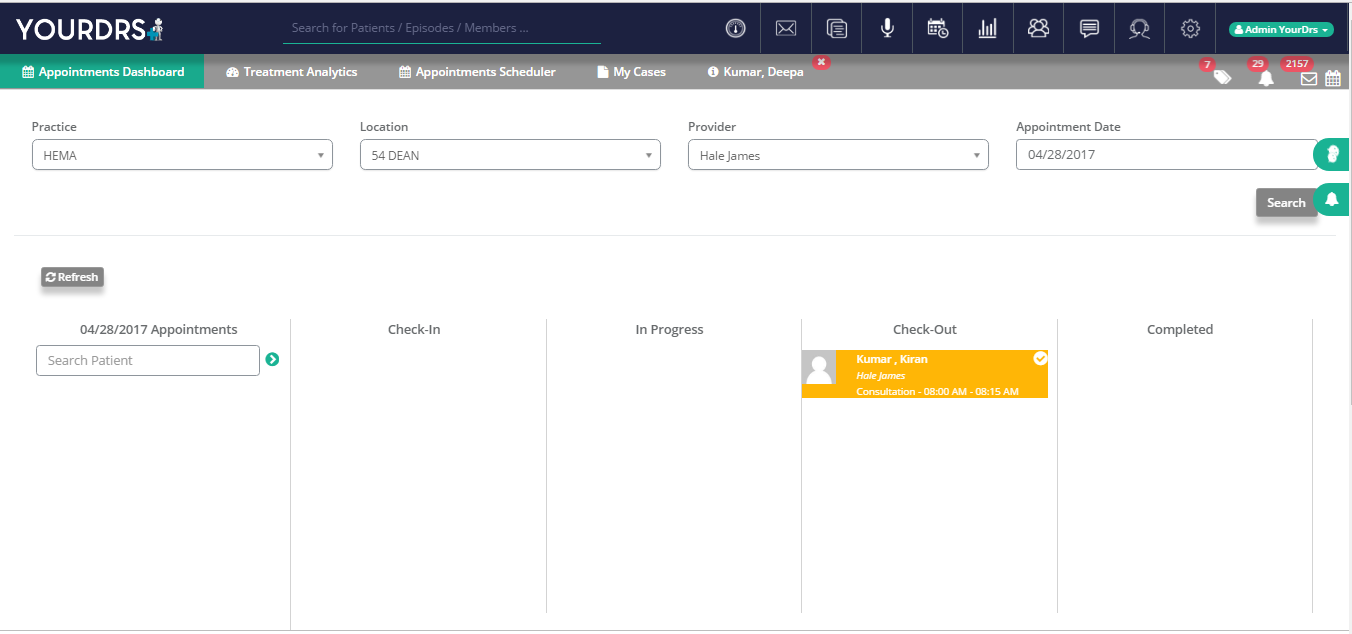 YOURDRS
Search for Patients / Episodes / Members ...
Admin YourDrs
Appointments Dashboard
Treatment Analytics
Appointments Scheduler
My Cases
Kumar, Deepa
7
29
2157
Practice
Location
Provider
Appointment Date
HEMA
54 DEAN
Hale James
04/28/2017
Search
Refresh
04/28/2017 Appointments
Check-In
In Progress
Check-Out
Completed
Search Patient
Kumar , Kiran
Hale James
Consultation - 08:00 AM - 08:15 AM